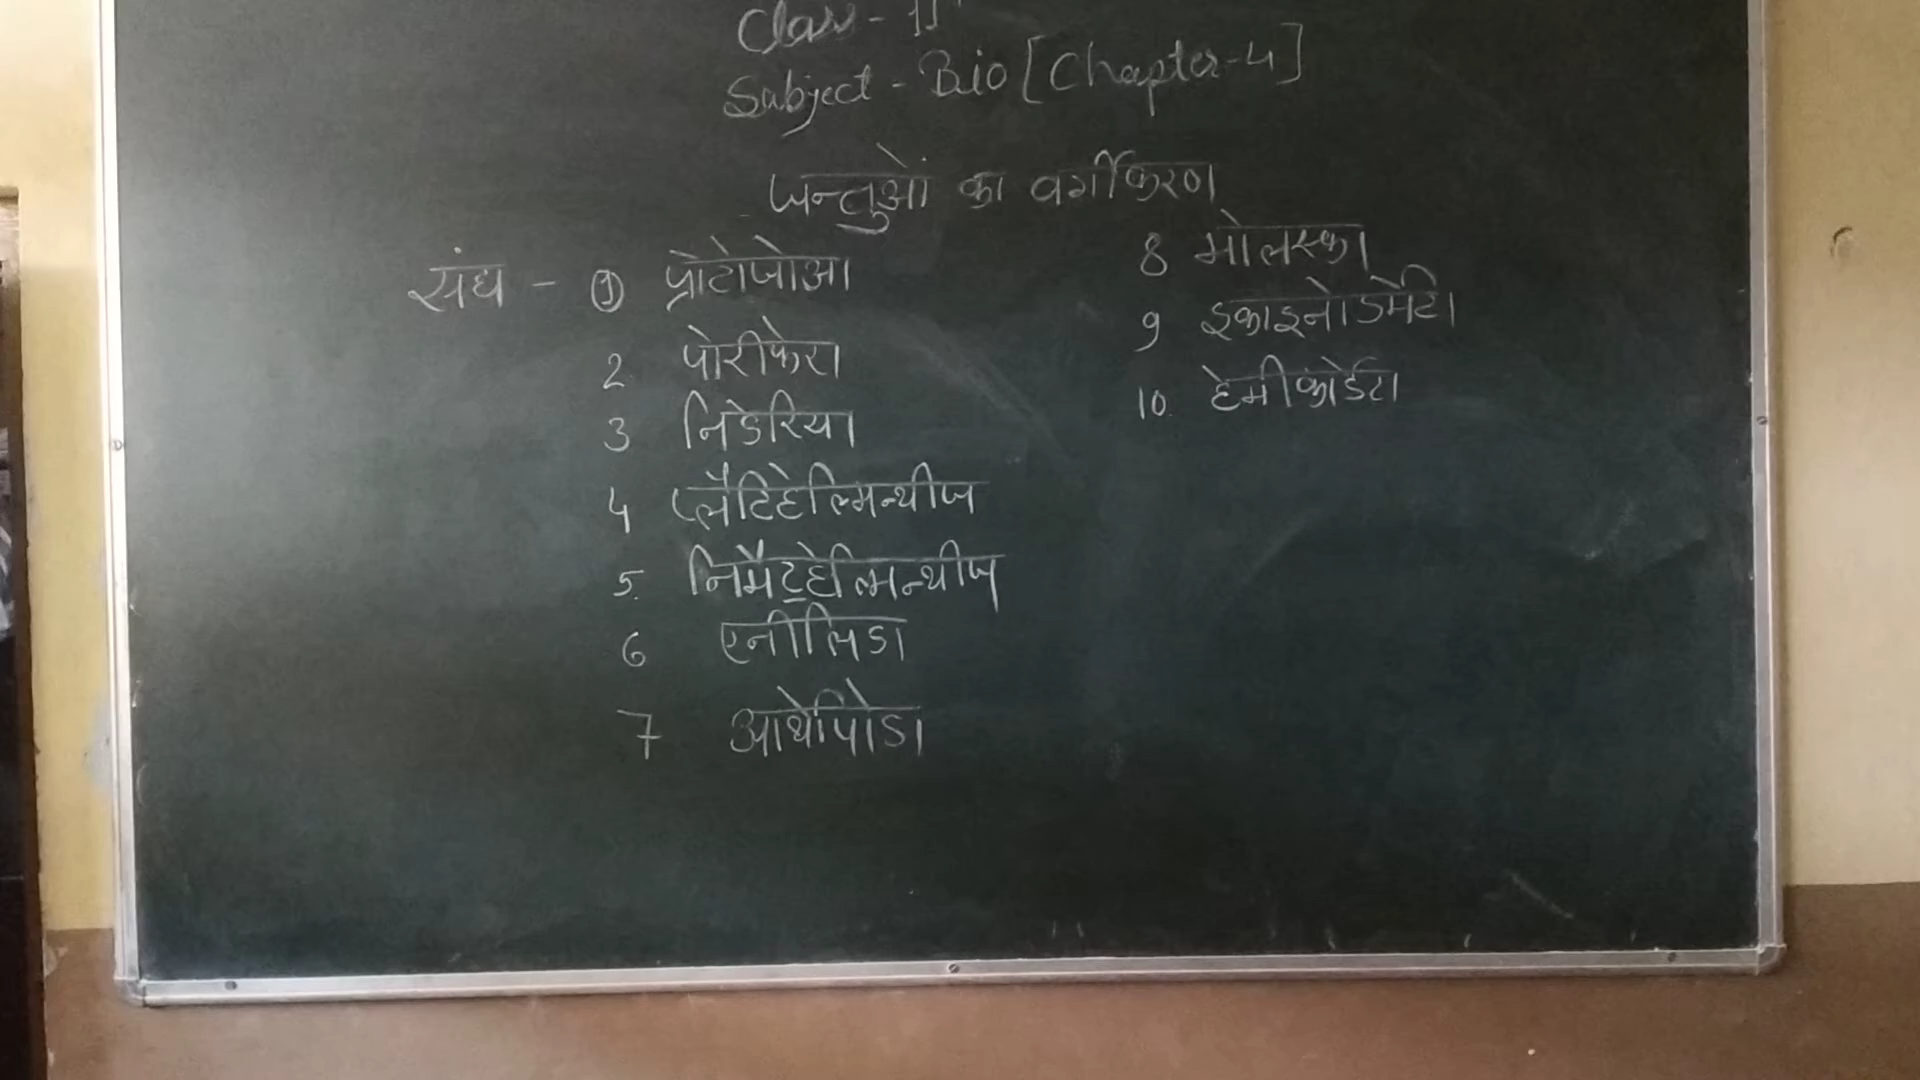 Class - 11
Subject - Bio [Chapter-4]
जन्तुओं का वर्गीकरण
संघ - ① प्रोटोजोआ
2 पोरीफेरा
3 निडेरिया
4 प्लैटिहेल्मिन्थीज
5. निमैटहेल्मिन्थीज
6 एनीलिडा
7 आर्थोपोडा
8 मोलस्का
9 इकाइनोडर्मेटा
10. हेमीकॉर्डेटा